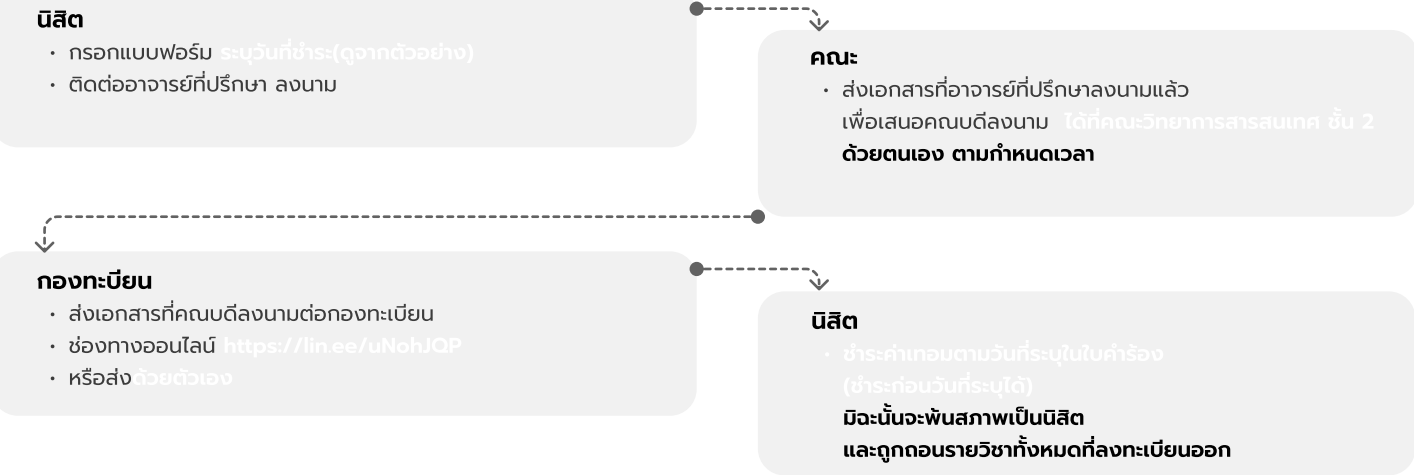 นิสิต
• กรอกแบบฟอร์ม ระบุวันที่ชำระ(ดูจากตัวอย่าง)
• ติดต่ออาจารย์ที่ปรึกษา ลงนาม
คณะ
• ส่งเอกสารที่อาจารย์ที่ปรึกษาลงนามแล้ว
เพื่อเสนอคณบดีลงนาม ได้ที่คณะวิทยาการสารสนเทศ ชั้น 2
ด้วยตนเอง ตามกำหนดเวลา
กองทะบียน
• ส่งเอกสารที่คณบดีลงนามต่อกองทะเบียน
• ช่องทางออนไลน์ https://lin.ee/uNohJQP
• หรือส่งด้วยตัวเอง
นิสิต
• ชำระค่าเทอมตามวันที่ระบุในใบคำร้อง
(ชำระก่อนวันที่ระบุได้)
มิฉะนั้นจะพ้นสภาพเป็นนิสิต
และถูกถอนรายวิชาทั้งหมดที่ลงทะเบียนออก